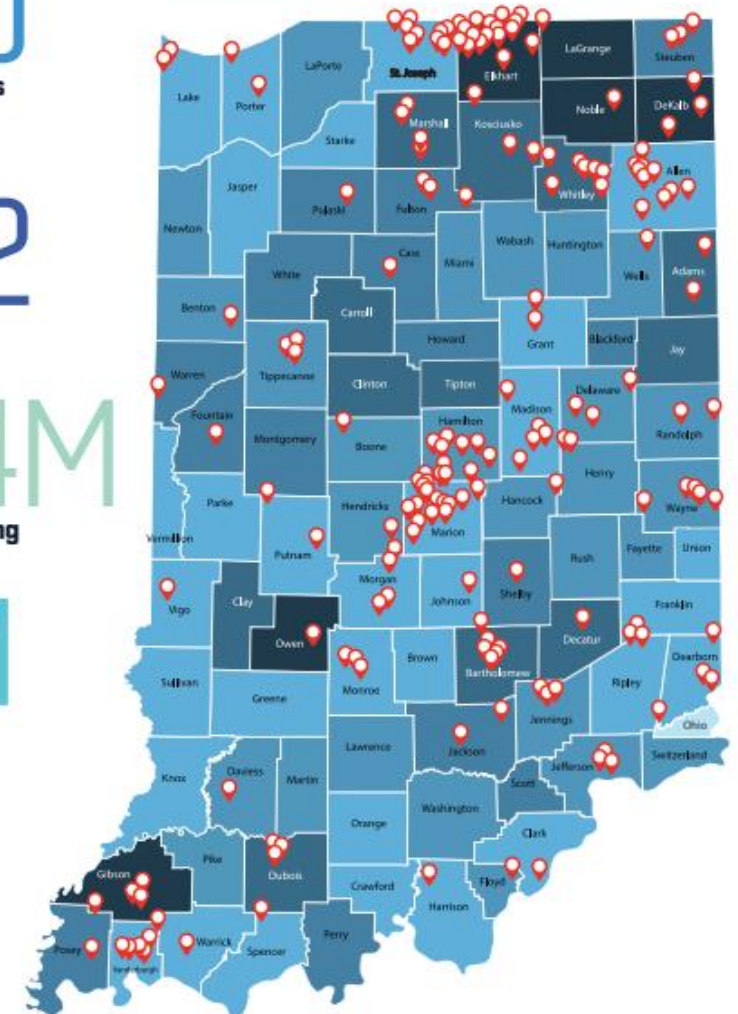 s
2
4M
ng
LaPorte
St. Joseph
Elkhart
LaGrange
Steuben
Lake
Porter
Noble
DeKalb
Starke
Marshall
Kosciusko
Jasper
Pulaski
Fulton
Whitley
Allen
Newton
White
Cass
Miami
Wabash
Huntington
Wells
Adams
Benton
Carroll
Howard
Grant
Blackford
Jay
Warren
Tippecanoe
Clinton
Tipton
Fountain
Montgomery
Boone
Hamilton
Madison
Delaware
Randolph
Parke
Hendricks
Marion
Hancock
Henry
Wayne
Vermillion
Putnam
Rush
Fayette
Union
Vigo
Clay
Morgan
Johnson
Shelby
Franklin
Owen
Decatur
Sullivan
Greene
Monroe
Brown
Bartholomew
Ripley
Dearborn
Jennings
Ohio
Knox
Daviess
Martin
Lawrence
Jackson
Jefferson
Switzerland
Scott
Orange
Washington
Clark
Gibson
Pike
Dubois
Crawford
Floyd
Harrison
Posey
Vanderburgh
Warrick
Spencer
Perry